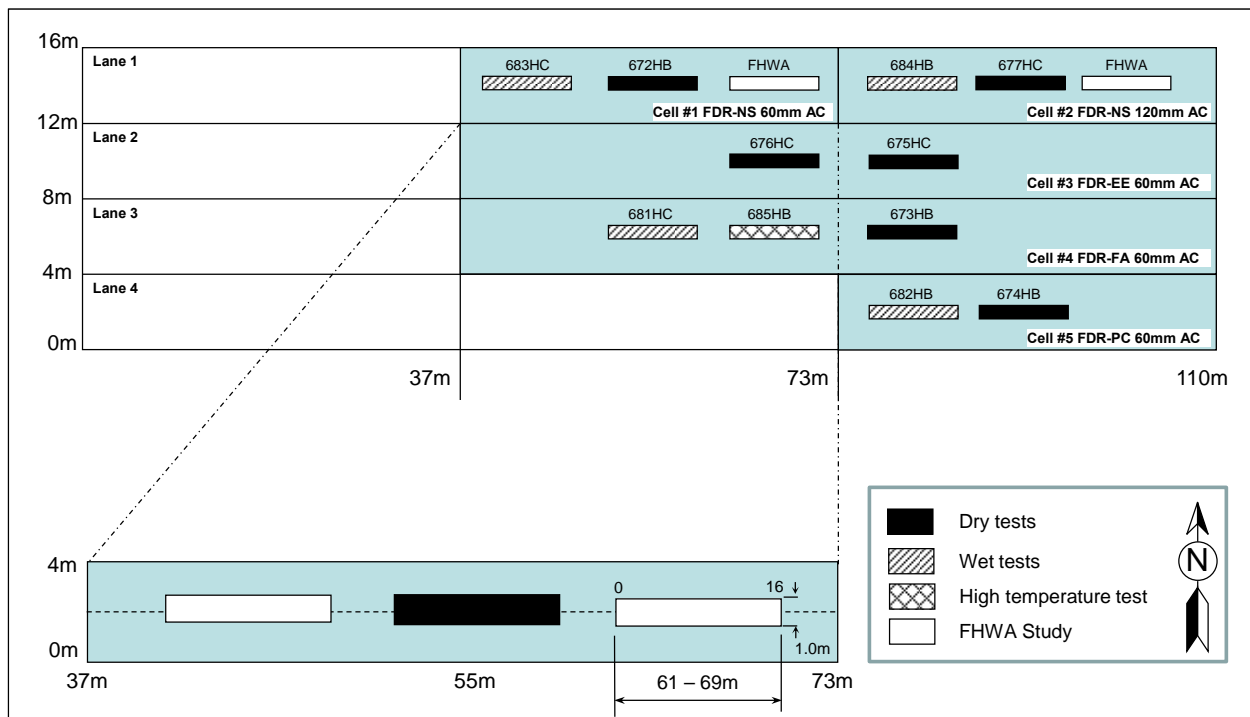 16m
Lane 1
683HC 672HB FHWA 684HB 677HC FHWA
Cell #1 FDR-NS 60mm AC Cell #2 FDR-NS 120mm AC
12m
Lane 2
676HC 675HC
Cell #3 FDR-EE 60mm AC
8m
Lane 3
681HC 685HB 673HB
Cell #4 FDR-FA 60mm AC
4m
Lane 4
682HB 674HB
Cell #5 FDR-PC 60mm AC
0m
37m 73m 110m
4m
0 16
1.0m
0m
37m 55m 61 – 69m 73m
Dry tests
Wet tests
High temperature test
FHWA Study
N